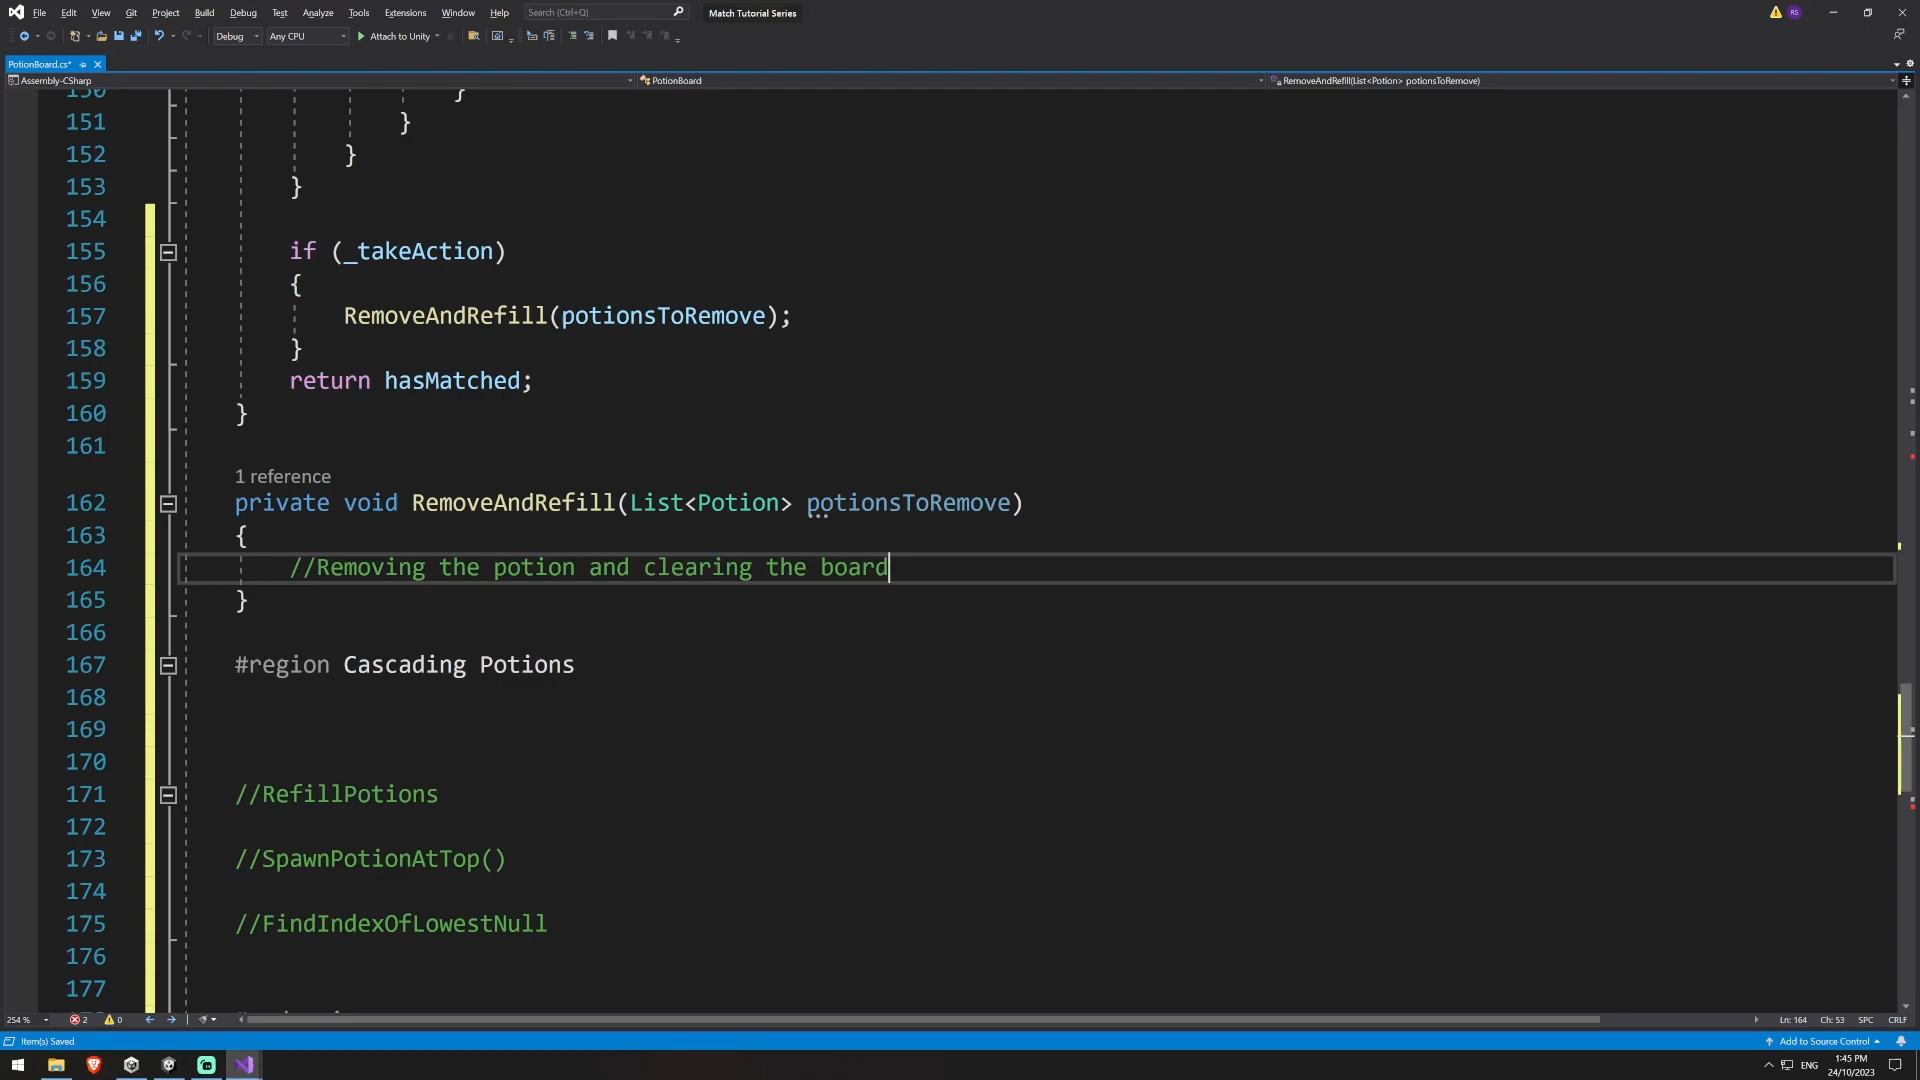 File Edit View Git Project Build Debug Test Analyze Tools Extensions Window Help Search (Ctrl+Q) Match Tutorial Series RS
Debug Any CPU Attach to Unity
PotionBoard.cs*
Assembly-CSharp PotionBoard RemoveAndRefill(List<Potion> potionsToRemove)
150 }
151 }
152 }
153 }
154
155 if (_takeAction)
156 {
157 RemoveAndRefill(potionsToRemove);
158 }
159 return hasMatched;
160 }
161
1 reference
162 private void RemoveAndRefill(List<Potion> potionsToRemove)
163 {
164 //Removing the potion and clearing the board
165 }
166
167 #region Cascading Potions
168
169
170
171 //RefillPotions
172
173 //SpawnPotionAtTop()
174
175 //FindIndexOfLowestNull
176
177
254 % 2 0 Ln: 164 Ch: 53 SPC CRLF
Item(s) Saved Add to Source Control
ENG 1:45 PM
24/10/2023